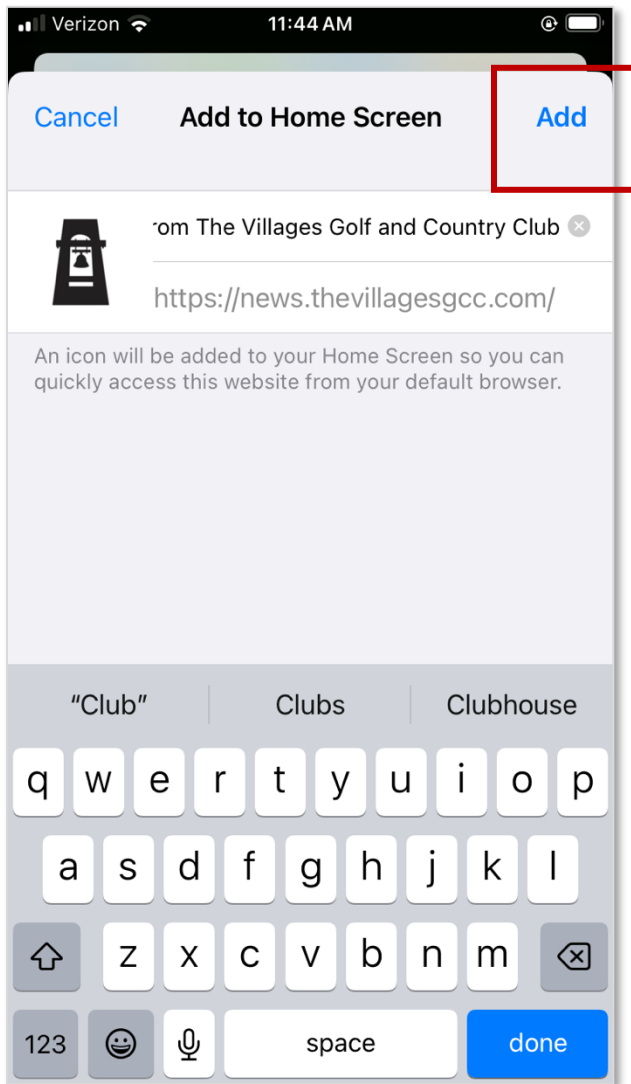 Verizon 11:44 AM
Cancel Add to Home Screen Add
rom The Villages Golf and Country Club
https://news.thevillagesgcc.com/
An icon will be added to your Home Screen so you can
quickly access this website from your default browser.
“Club” Clubs Clubhouse
q w e r t y u i o p
a s d f g h j k l
z x c v b n m
123 space done